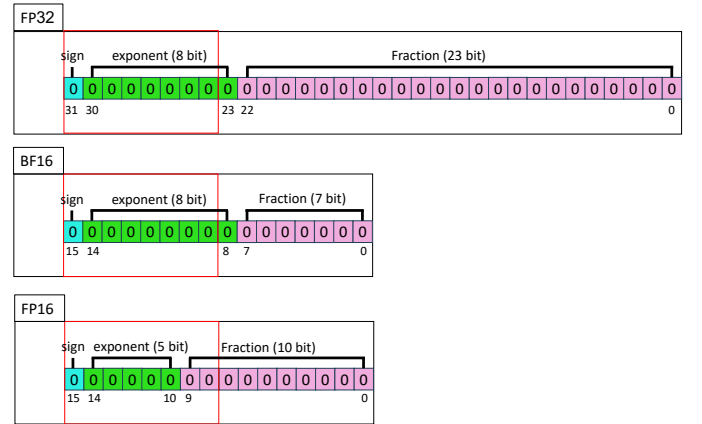 FP32
sign exponent (8 bit) Fraction (23 bit)
0 0 0 0 0 0 0 0 0 0 0 0 0 0 0 0 0 0 0 0 0 0 0 0 0 0 0 0 0 0 0 0
31 30 23 22 0
BF16
sign exponent (8 bit) Fraction (7 bit)
0 0 0 0 0 0 0 0 0 0 0 0 0 0 0 0
15 14 8 7 0
FP16
sign exponent (5 bit) Fraction (10 bit)
0 0 0 0 0 0 0 0 0 0 0 0 0 0 0 0
15 14 10 9 0